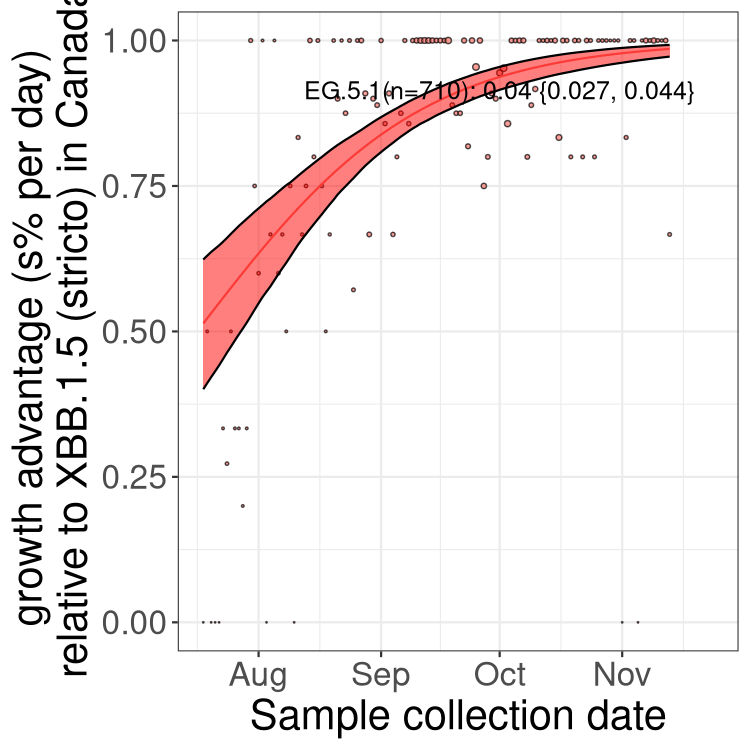 growth advantage (s% per day)
relative to XBB.1.5 (stricto) in Canada
1.00
0.75
0.50
0.25
0.00
EG.5.1(n=710): 0.04 {0.027, 0.044}
Aug Sep Oct Nov
Sample collection date